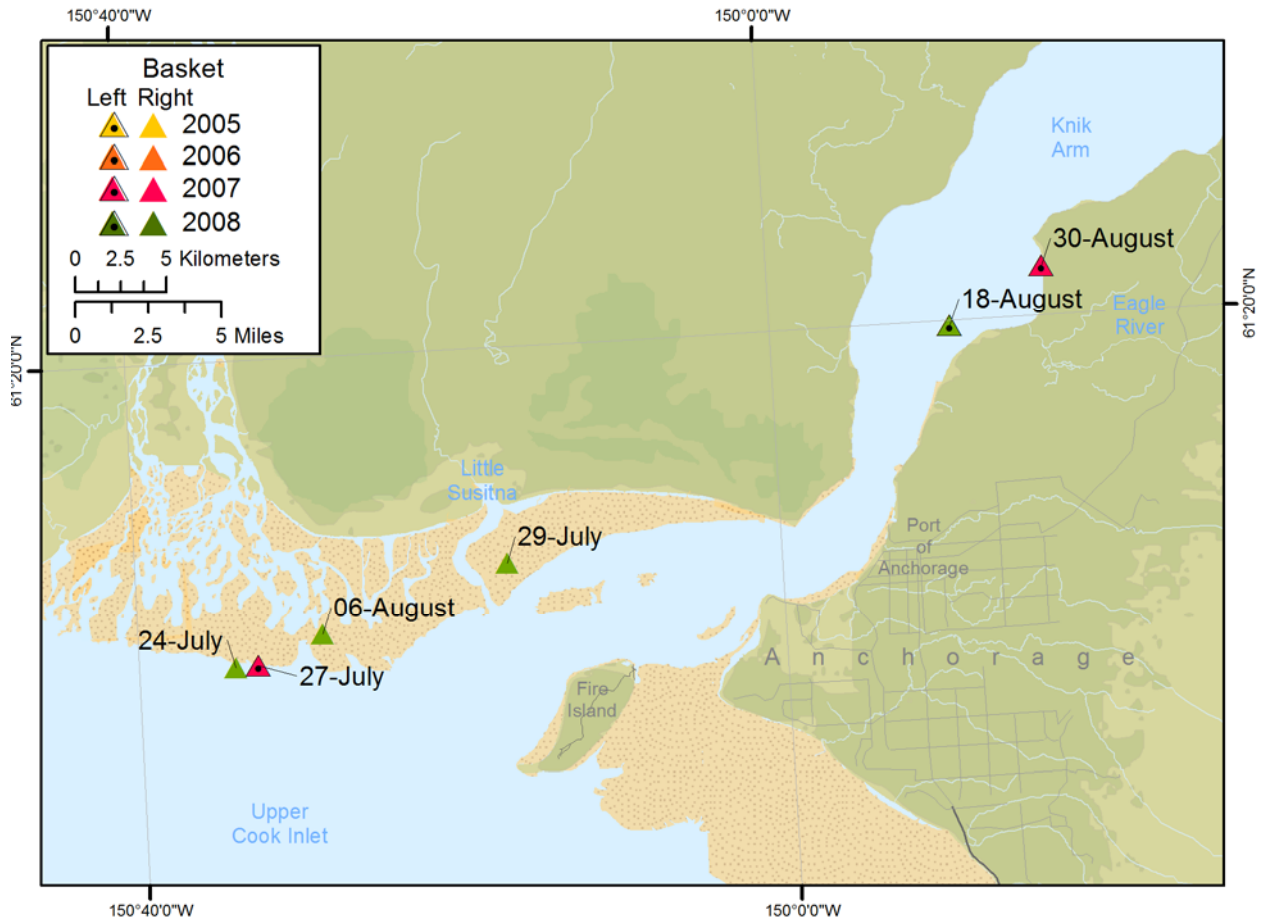 150°40'0"W 150°0'0"W
Basket
Left Right
2005
2006
2007
2008
0 2.5 5 Kilometers
0 2.5 5 Miles
Knik
Arm
30-August
18-August
Eagle
River
61°20'0"N
61°20'0"N
Little
Susitna
29-July
Port
of
Anchorage
06-August
24-July
27-July
Anchorage
Fire
Island
Upper
Cook Inlet
150°40'0"W 150°0'0"W